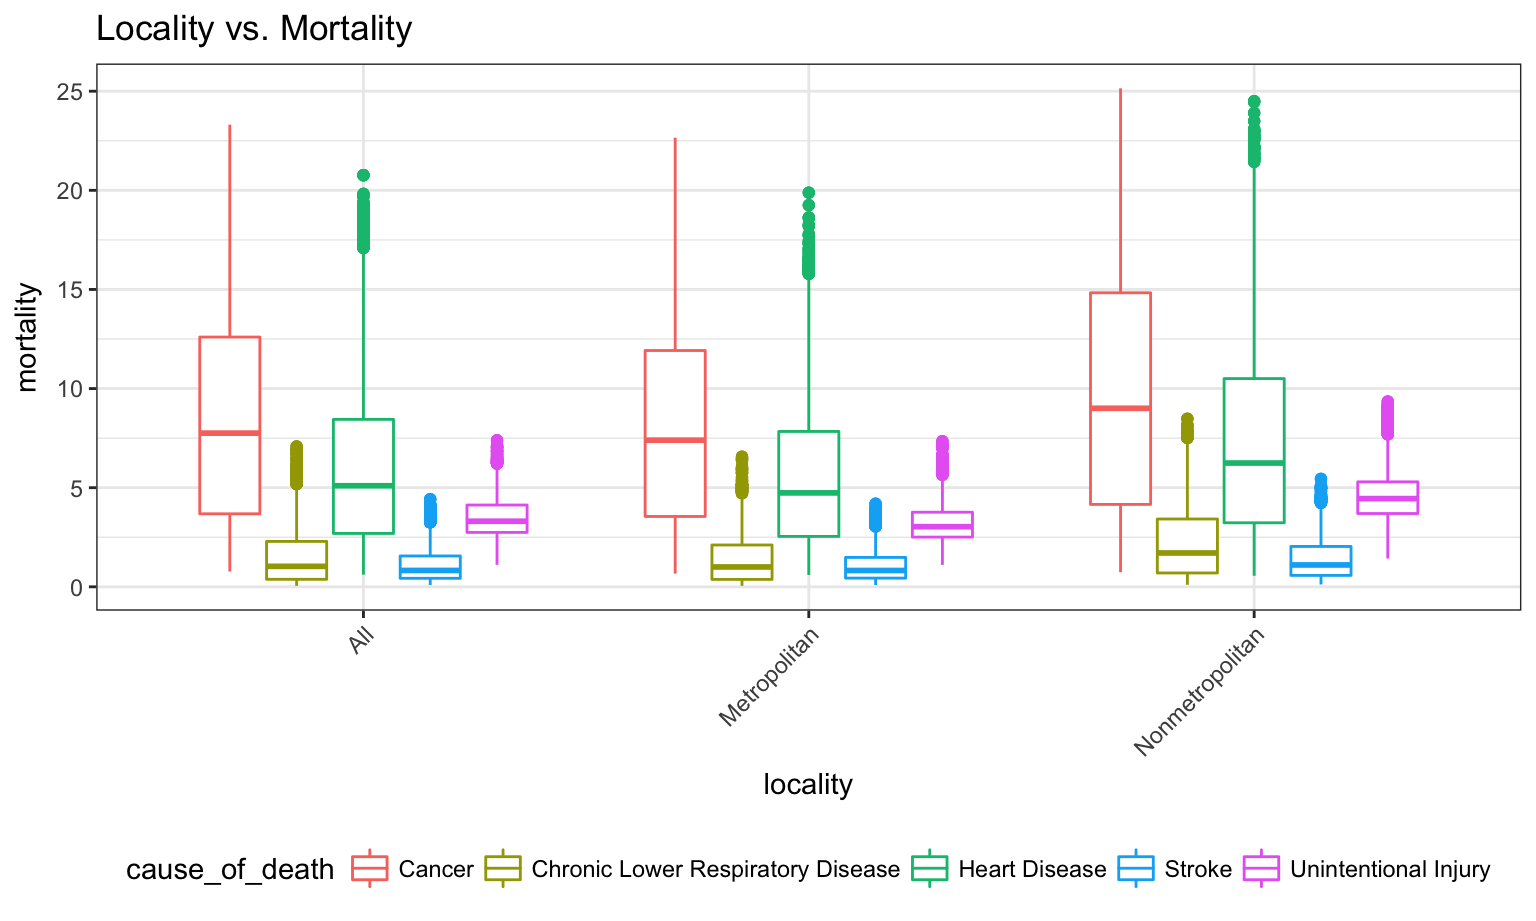 Locality vs. Mortality
25
20
15
10
5
0
mortality
All
Metropolitan
Nonmetropolitan
locality
cause_of_death Cancer Chronic Lower Respiratory Disease Heart Disease Stroke Unintentional Injury